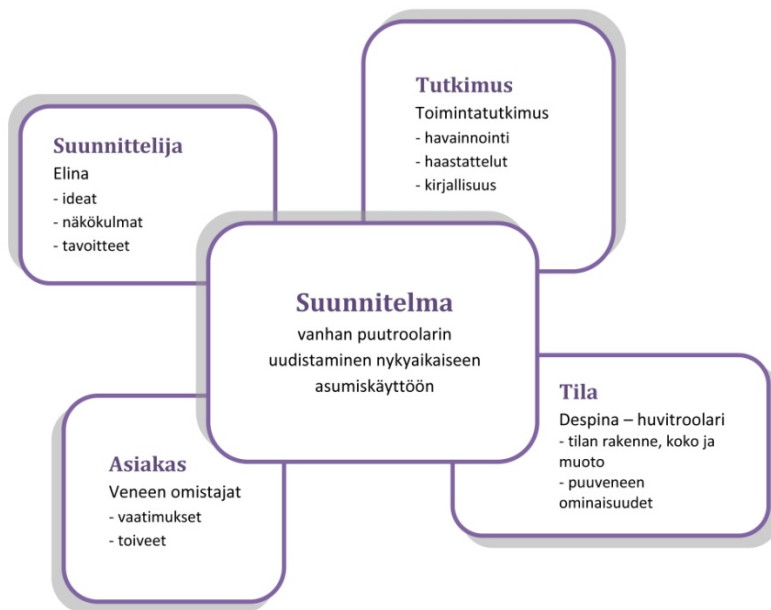 Suunnittelija
Elina
- ideat
- näkökulmat
- tavoitteet
Tutkimus
Toimintatutkimus
- havainnointi
- haastattelut
- kirjallisuus
Suunnitelma
vanhan puutroolarin
uudistaminen nykyaikaiseen
asumiskäyttöön
Asiakas
Veneen omistajat
- vaatimukset
- toiveet
Tila
Despina – huvitroolari
- tilan rakenne, koko ja
muoto
- puuveneen
ominaisuudet